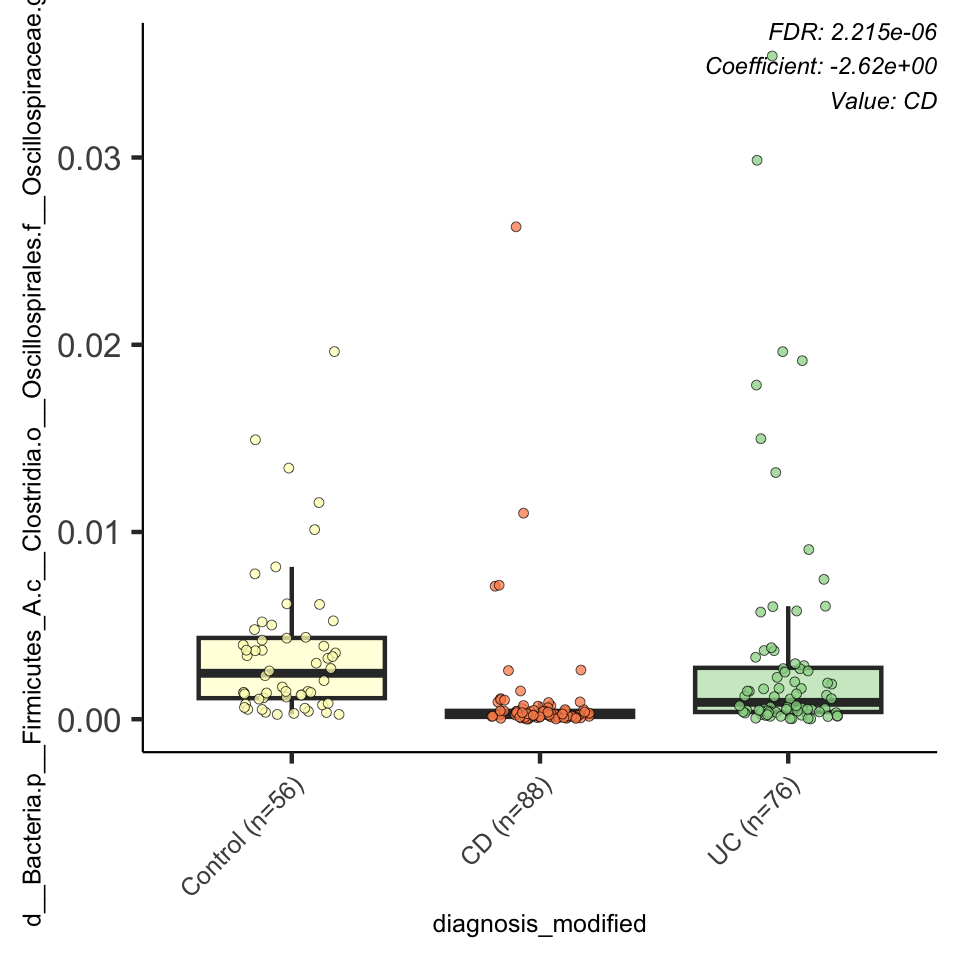 FDR: 2.215e-06
Coefficient: -2.62e+00
Value: CD
d__Bacteria.p__Firmicutes_A.c__Clostridia.o__Oscillospirales.f__Oscillospiraceae.g
0.03
0.02
0.01
0.00
Control (n=56)
CD (n=88)
UC (n=76)
diagnosis_modified